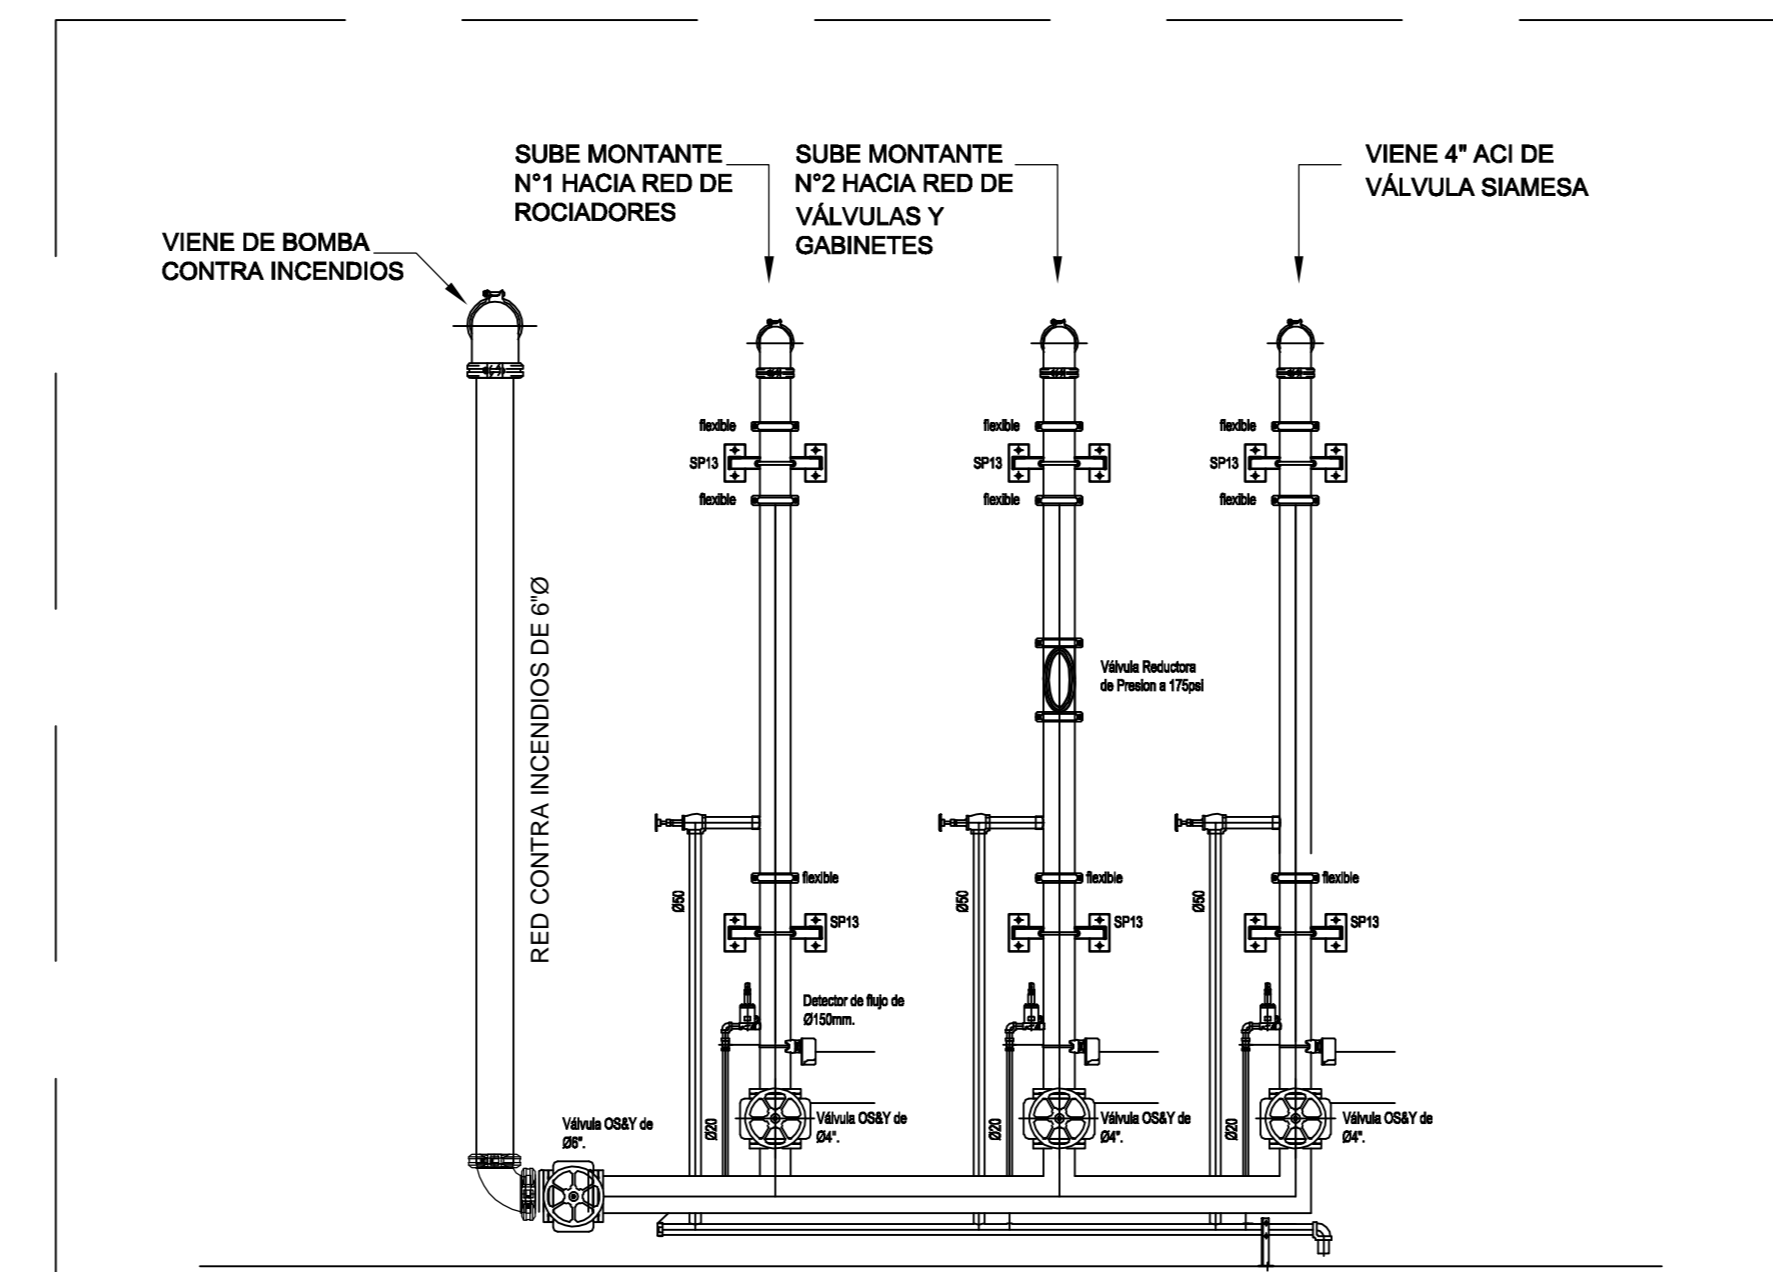 SUBE MONTANTE
N°1 HACIA RED DE
ROCIADORES
SUBE MONTANTE
N°2 HACIA RED DE
VÁLVULAS Y
GABINETES
VIENE 4" ACI DE
VÁLVULA SIAMESA
VIENE DE BOMBA
CONTRA INCENDIOS
flexible
SP13
flexible
flexible
SP13
flexible
flexible
SP13
flexible
RED CONTRA INCENDIOS DE 6"Ø
Válvula Reductora
de Presion a 175psi
Ø50
flexible
SP13
Ø50
flexible
SP13
Ø50
flexible
SP13
Detector de flujo de
Ø150mm.
Válvula OS&Y de
Ø6".
Ø20
Válvula OS&Y de
Ø4".
Ø20
Válvula OS&Y de
Ø4".
Ø20
Válvula OS&Y de
Ø4".